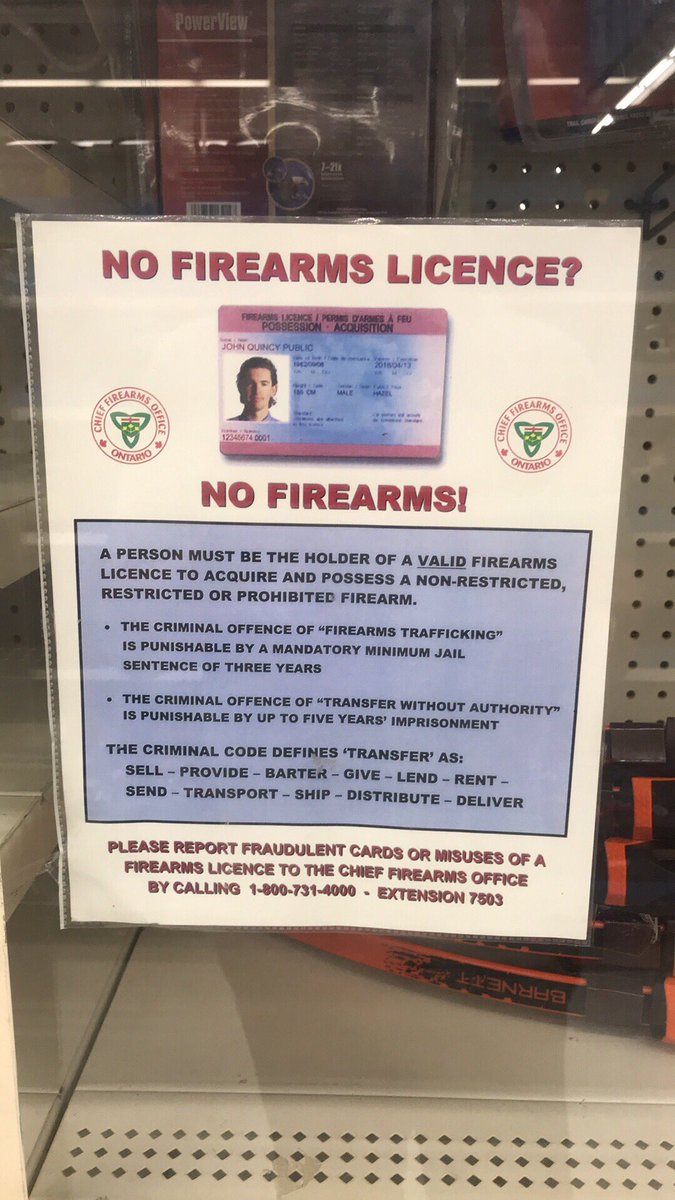 PowerView
7-21x
NO FIREARMS LICENCE?
FIREARMS LICENCE / PERMIS D'ARMES À FEU
POSSESSION · ACQUISITION
JOHN QUINCY PUBLIC
CM MALE HAZEL
CHIEF FIREARMS OFFICE
ONTARIO
CHIEF FIREARMS OFFICE
ONTARIO
NO FIREARMS!
A PERSON MUST BE THE HOLDER OF A VALID FIREARMS
LICENCE TO ACQUIRE AND POSSESS A NON-RESTRICTED,
RESTRICTED OR PROHIBITED FIREARM.
• THE CRIMINAL OFFENCE OF “FIREARMS TRAFFICKING”
IS PUNISHABLE BY A MANDATORY MINIMUM JAIL
SENTENCE OF THREE YEARS
• THE CRIMINAL OFFENCE OF “TRANSFER WITHOUT AUTHORITY”
IS PUNISHABLE BY UP TO FIVE YEARS' IMPRISONMENT
THE CRIMINAL CODE DEFINES ‘TRANSFER’ AS:
SELL – PROVIDE – BARTER – GIVE – LEND – RENT –
SEND – TRANSPORT – SHIP – DISTRIBUTE – DELIVER
PLEASE REPORT FRAUDULENT CARDS OR MISUSES OF A
FIREARMS LICENCE TO THE CHIEF FIREARMS OFFICE
BY CALLING 1-800-731-4000 - EXTENSION 7503
BARNETT